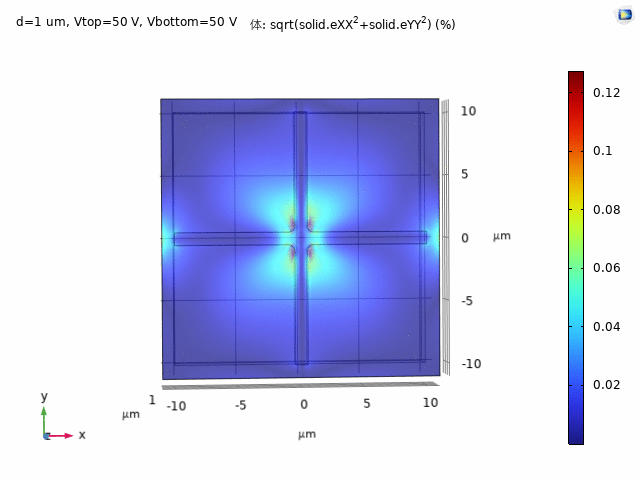 d=1 um, Vtop=50 V, Vbottom=50 V 体: sqrt(solid.eXX²+solid.eYY²) (%)
0.12
0.1
0.08
0.06
0.04
0.02
10
5
0
-5
-10
μm
1
μm
-10
-5
0
5
10
μm
y
x